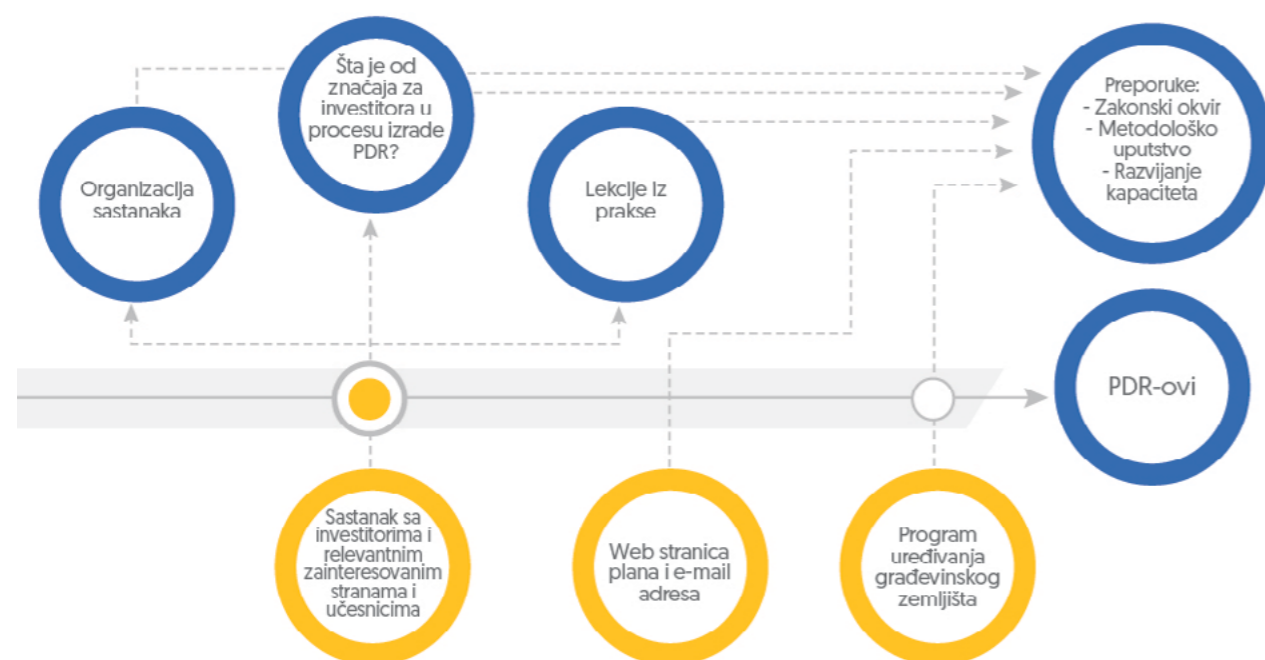 Organizacija
sastanaka
Šta je od
značaja za
investitora u
procesu izrade
PDR?
Lekcije iz
prakse
Preporuke:
- Zakonski okvir
- Metodološko
uputstvo
- Razvijanje
kapaciteta
PDR-ovi
Sastanak sa
investitorima i
relevantnim
zainteresovanim
stranama i
učesnicima
Web stranica
plana i e-mail
adresa
Program
uređivanja
građevinskog
zemljišta